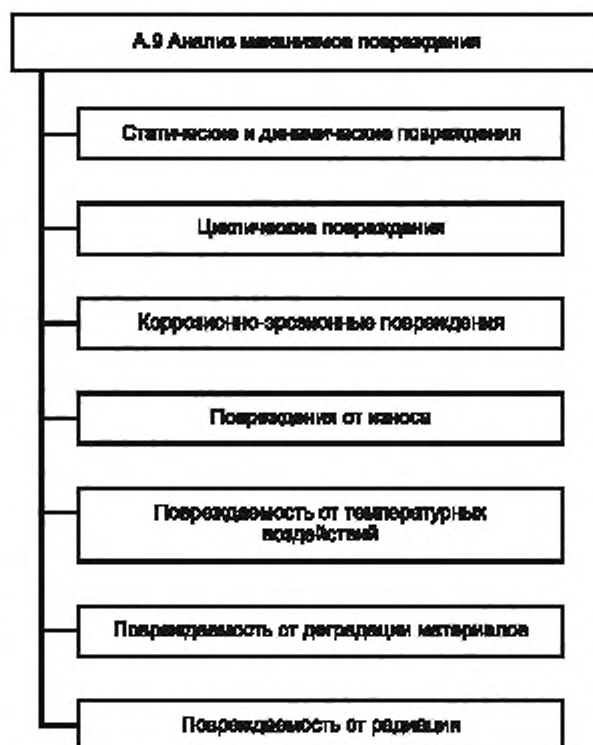 А.9 Анализ механизмов повреждения
Статические и динамические повреждения
Циклические повреждения
Коррозионно-эрозионные повреждения
Повреждения от износа
Повреждаемость от температурных
воздействий
Повреждаемость от деградации материалов
Повреждаемость от радиации